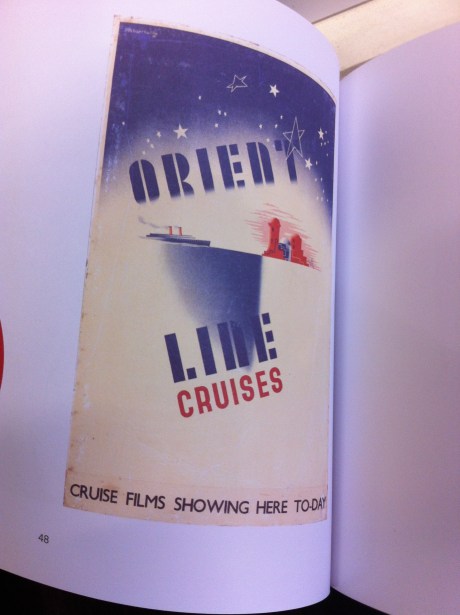 ORIENT
LINE
CRUISES
CRUISE FILMS SHOWING HERE TO-DAY
48